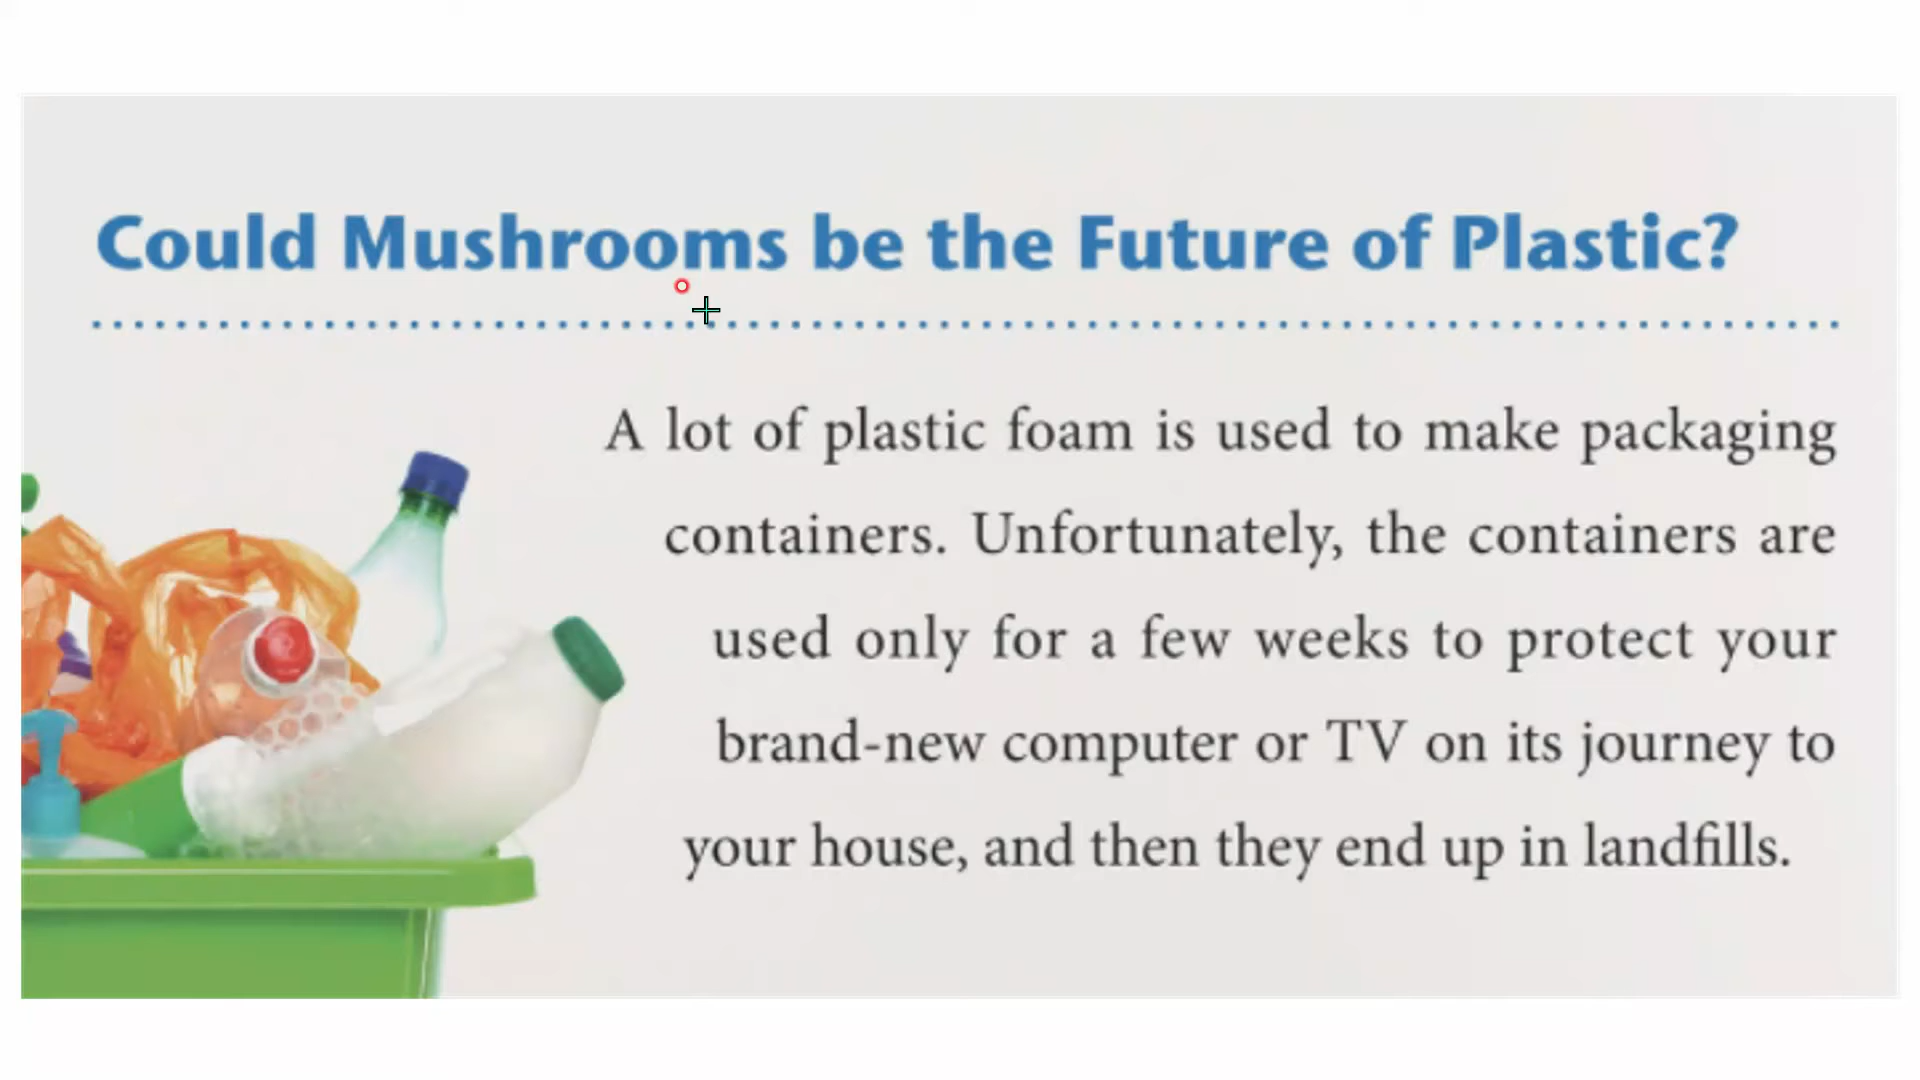 Could Mushrooms be the Future of Plastic?
A lot of plastic foam is used to make packaging
containers. Unfortunately, the containers are
used only for a few weeks to protect your
brand-new computer or TV on its journey to
your house, and then they end up in landfills.